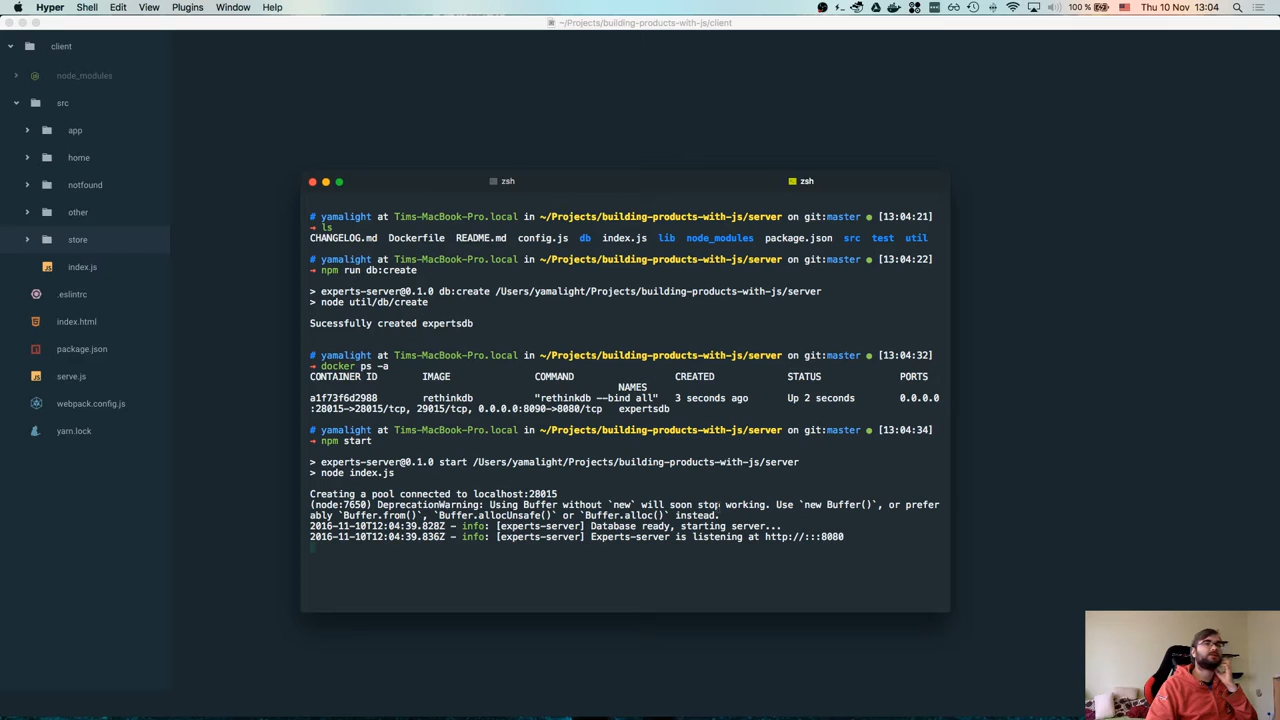 Hyper Shell Edit View Plugins Window Help
100 % Thu 10 Nov 13:04
~/Projects/building-products-with-js/client
client
node_modules
src
app
home
notfound
other
store
index.js
.eslintrc
index.html
package.json
serve.js
webpack.config.js
yam.lock
zsh zsh
# yamalight at Tims-MacBook-Pro.local in ~/Projects/building-products-with-js/server on git:master ● [13:04:21]
→ ls
CHANGELOG.md Dockerfile README.md config.js db index.js lib node_modules package.json src test util
# yamalight at Tims-MacBook-Pro.local in ~/Projects/building-products-with-js/server on git:master ● [13:04:22]
→ npm run db:create
> experts-server@0.1.0 db:create /Users/yamalight/Projects/building-products-with-js/server
> node util/db/create
Sucessfully created expertsdb
# yamalight at Tims-MacBook-Pro.local in ~/Projects/building-products-with-js/server on git:master ● [13:04:32]
→ docker ps -a
CONTAINER ID IMAGE COMMAND CREATED STATUS PORTS
NAMES
a1f73f6d2988 rethinkdb "rethinkdb --bind all" 3 seconds ago Up 2 seconds 0.0.0.0
:28015->28015/tcp, 29015/tcp, 0.0.0.0:8090->8080/tcp expertsdb
# yamalight at Tims-MacBook-Pro.local in ~/Projects/building-products-with-js/server on git:master ● [13:04:34]
→ npm start
> experts-server@0.1.0 start /Users/yamalight/Projects/building-products-with-js/server
> node index.js
Creating a pool connected to localhost:28015
(node:7650) DeprecationWarning: Using Buffer without `new` will soon stop working. Use `new Buffer()`, or prefer
ably `Buffer.from()`, `Buffer.allocUnsafe()` or `Buffer.alloc()` instead.
2016-11-10T12:04:39.828Z - info: [experts-server] Database ready, starting server...
2016-11-10T12:04:39.836Z - info: [experts-server] Experts-server is listening at http://:::8080